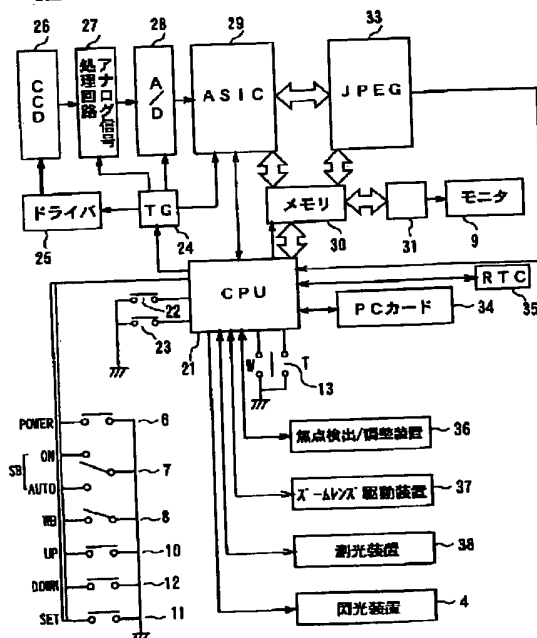 26
27
28
29
33
CCD
アナログ信号
処理回路
A/D
ASIC
JPEG
ドライバ
25
TG
24
メモリ
30
31
モニタ
9
CPU
21
22
23
RTC
35
PCカード
34
W
T
13
POWER
6
ON
SB
7
AUTO
WB
8
UP
10
DOWN
12
SET
11
焦点検出/調整装置
36
ズームレンズ駆動装置
37
測光装置
38
閃光装置
4